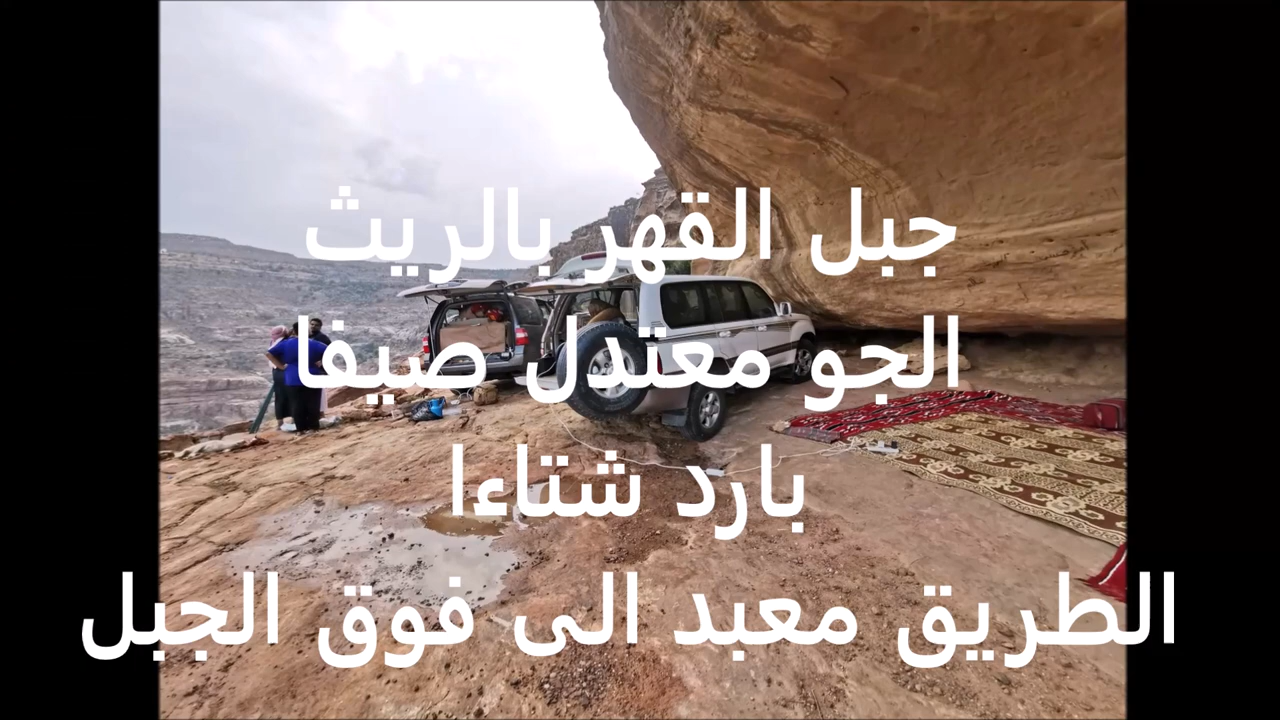 جبل القهر بالريث
الجو معتدل صيفا
بارد شتاءا
الطريق معبد الى فوق الجبل